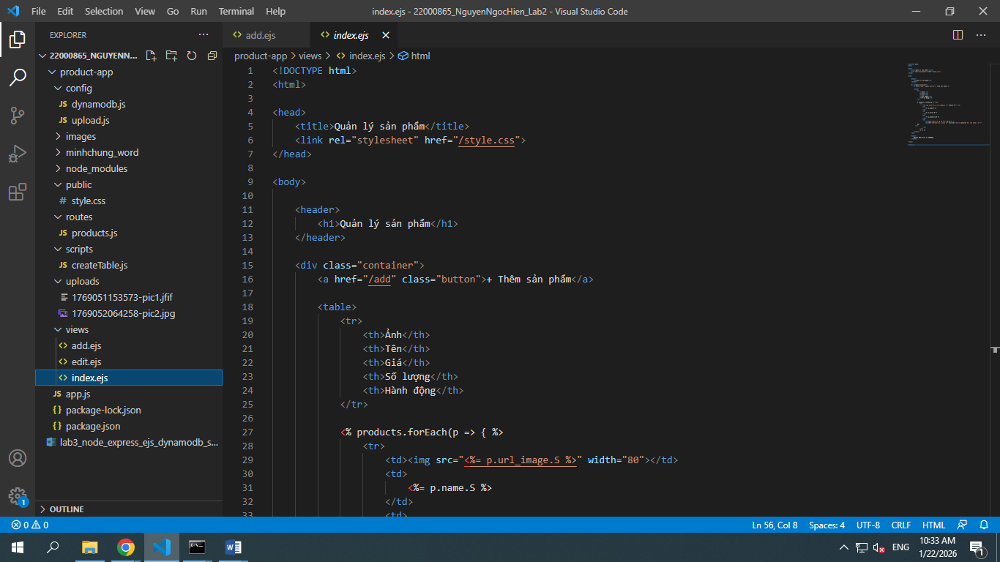 File Edit Selection View Go Run Terminal Help
index.ejs - 22000865_NguyenNgocHien_Lab2 - Visual Studio Code
EXPLORER
22000865_NGUYENN...
product-app
config
JS dynamodb.js
JS upload.js
images
minhchung_word
node_modules
public
# style.css
routes
JS products.js
scripts
JS createTable.js
uploads
1769051153573-pic1.jfif
1769052064258-pic2.jpg
views
<> add.ejs
<> edit.ejs
<> index.ejs
JS app.js
{} package-lock.json
{} package.json
lab3_node_express_ejs_dynamodb_s...
OUTLINE
<> add.ejs <> index.ejs
product-app > views > <> index.ejs > html
1 <!DOCTYPE html>
2 <html>
3
4 <head>
5 <title>Quản lý sản phẩm</title>
6 <link rel="stylesheet" href="/style.css">
7 </head>
8
9 <body>
10
11 <header>
12 <h1>Quản lý sản phẩm</h1>
13 </header>
14
15 <div class="container">
16 <a href="/add" class="button">+ Thêm sản phẩm</a>
17
18 <table>
19 <tr>
20 <th>Ảnh</th>
21 <th>Tên</th>
22 <th>Giá</th>
23 <th>Số lượng</th>
24 <th>Hành động</th>
25 </tr>
26
27 <% products.forEach(p => { %>
28 <tr>
29 <td><img src="<%= p.url_image.S %>" width="80"></td>
30 <td>
31 <%= p.name.S %>
32 </td>
33 <td>
0 0
Ln 56, Col 8 Spaces: 4 UTF-8 CRLF HTML
1
ENG
10:33 AM
1/22/2026
1